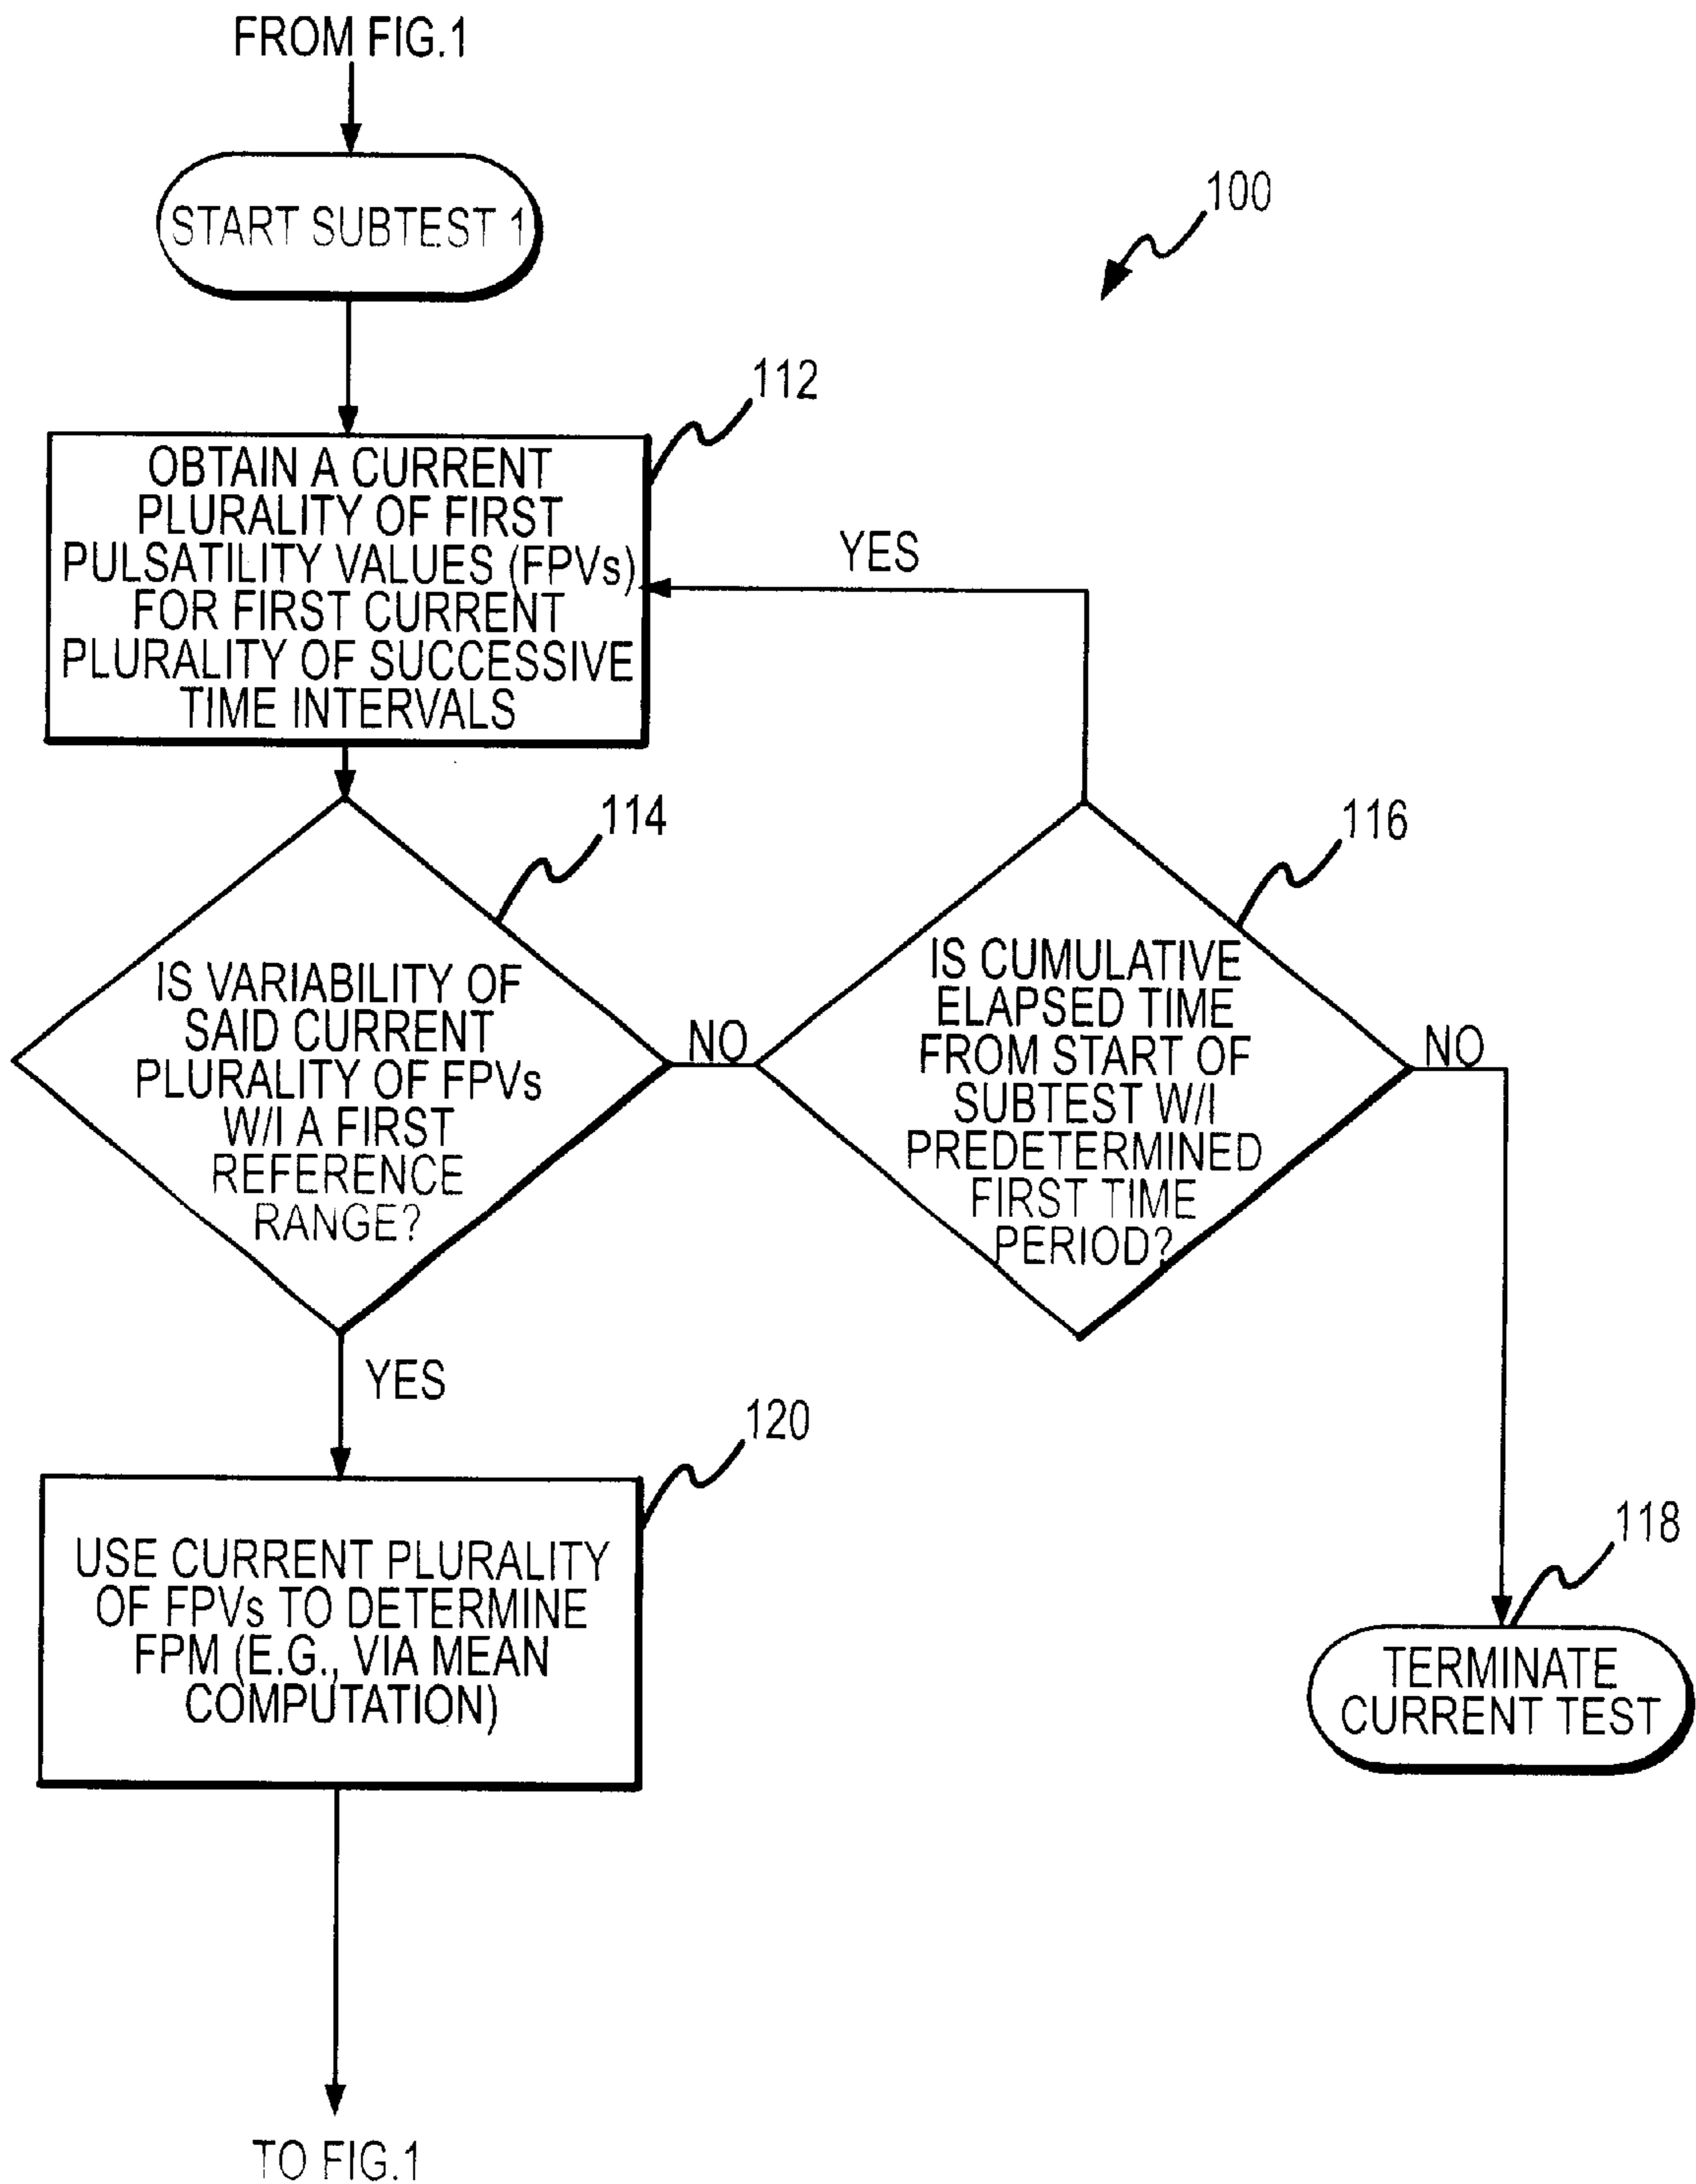 FROM FIG.1
START SUBTEST 1
100
112
OBTAIN A CURRENT
PLURALITY OF FIRST
PULSATILITY VALUES (FPVs)
FOR FIRST CURRENT
PLURALITY OF SUCCESSIVE
TIME INTERVALS
YES
114
IS VARIABILITY OF
SAID CURRENT
PLURALITY OF FPVs
W/I A FIRST
REFERENCE
RANGE?
NO
116
IS CUMULATIVE
ELAPSED TIME
FROM START OF
SUBTEST W/I
PREDETERMINED
FIRST TIME
PERIOD?
NO
YES
120
USE CURRENT PLURALITY
OF FPVs TO DETERMINE
FPM (E.G., VIA MEAN
COMPUTATION)
118
TERMINATE
CURRENT TEST
TO FIG.1